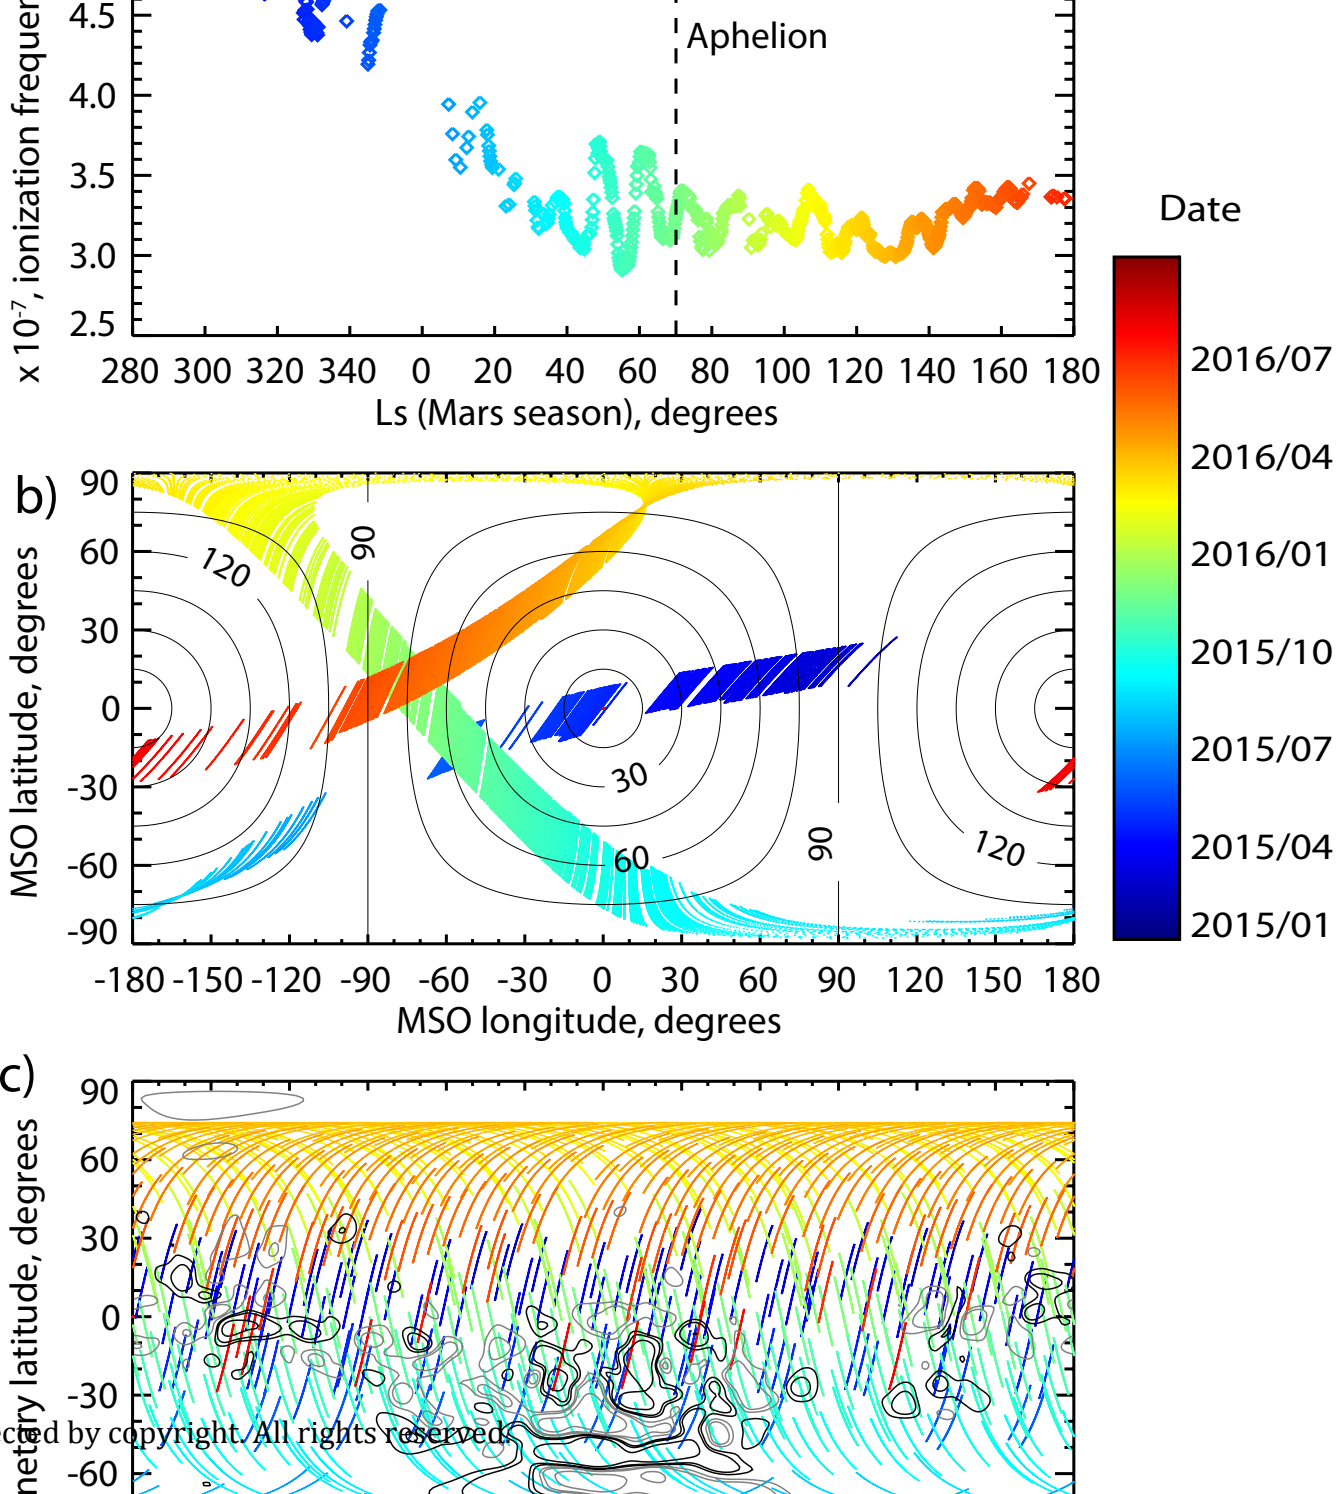 x 10-7, ionization frequen
4.5
4.0
3.5
3.0
2.5
Aphelion
280 300 320 340 0 20 40 60 80 100 120 140 160 180
Ls (Mars season), degrees
Date
2016/07
2016/04
2016/01
2015/10
2015/07
2015/04
2015/01
b)
MSO latitude, degrees
90
60
30
0
-30
-60
-90
120
90
30
60
90
120
-180 -150 -120 -90 -60 -30 0 30 60 90 120 150 180
MSO longitude, degrees
c)
netary latitude, degrees
90
60
30
0
-30
-60
ected by copyright. All rights reserved.